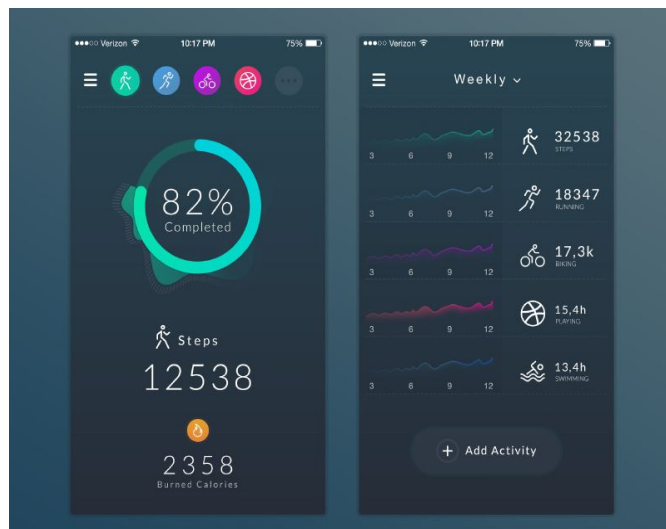 Verizon 10:17 PM 75%
82%
Completed
Steps
12538
2358
Burned Calories
Verizon 10:17 PM 75%
Weekly
3 6 9 12
32538
STEPS
3 6 9 12
18347
RUNNING
3 6 9 12
17,3k
BIKING
3 6 9 12
15,4h
PLAYING
3 6 9 12
13,4h
SWIMMING
+ Add Activity